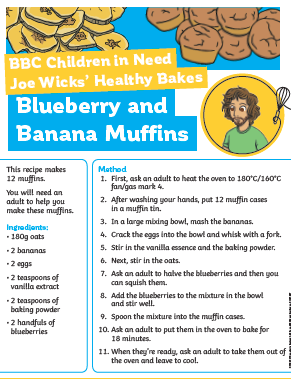 BBC Children in Need
Joe Wicks' Healthy Bakes
Blueberry and
Banana Muffins
This recipe makes
12 muffins.
You will need an
adult to help you
make these muffins.
Ingredients:
• 180g oats
• 2 bananas
• 2 eggs
• 2 teaspoons of
vanilla extract
• 2 teaspoons of
baking powder
• 2 handfuls of
blueberries
Method
1. First, ask an adult to heat the oven to 180°C/160°C
fan/gas mark 4.
2. After washing your hands, put 12 muffin cases
in a muffin tin.
3. In a large mixing bowl, mash the bananas.
4. Crack the eggs into the bowl and whisk with a fork.
5. Stir in the vanilla essence and the baking powder.
6. Next, stir in the oats.
7. Ask an adult to halve the blueberries and then you
can squish them.
8. Add the blueberries to the mixture in the bowl
and stir well.
9. Spoon the mixture into the muffin cases.
10. Ask an adult to put them in the oven to bake for
18 minutes.
11. When they're ready, ask an adult to take them out of
the oven and leave to cool.